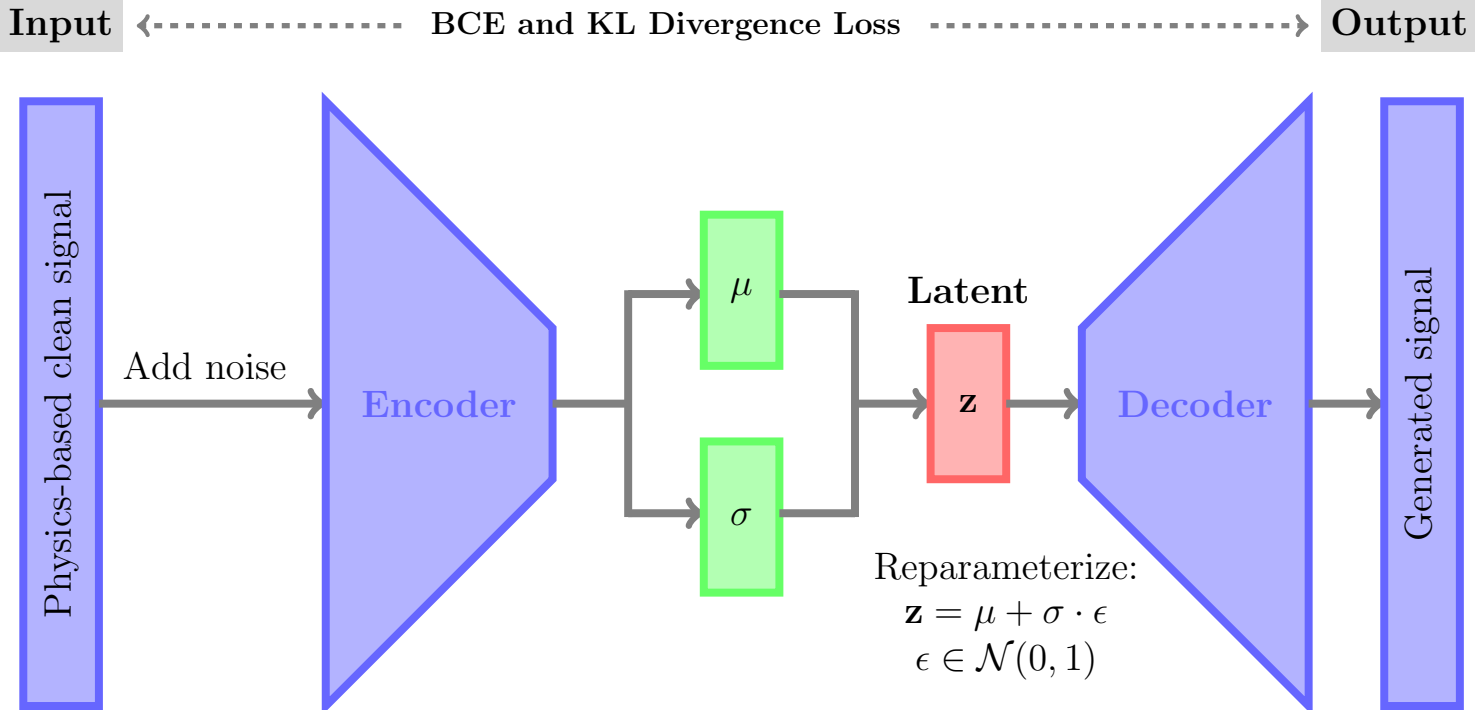 Input
BCE and KL Divergence Loss
Output
Physics-based clean signal
Add noise
Encoder
μ
σ
Latent
z
Reparameterize:
z = μ + σ · ϵ
ϵ ∈ 𝒩(0, 1)
Decoder
Generated signal